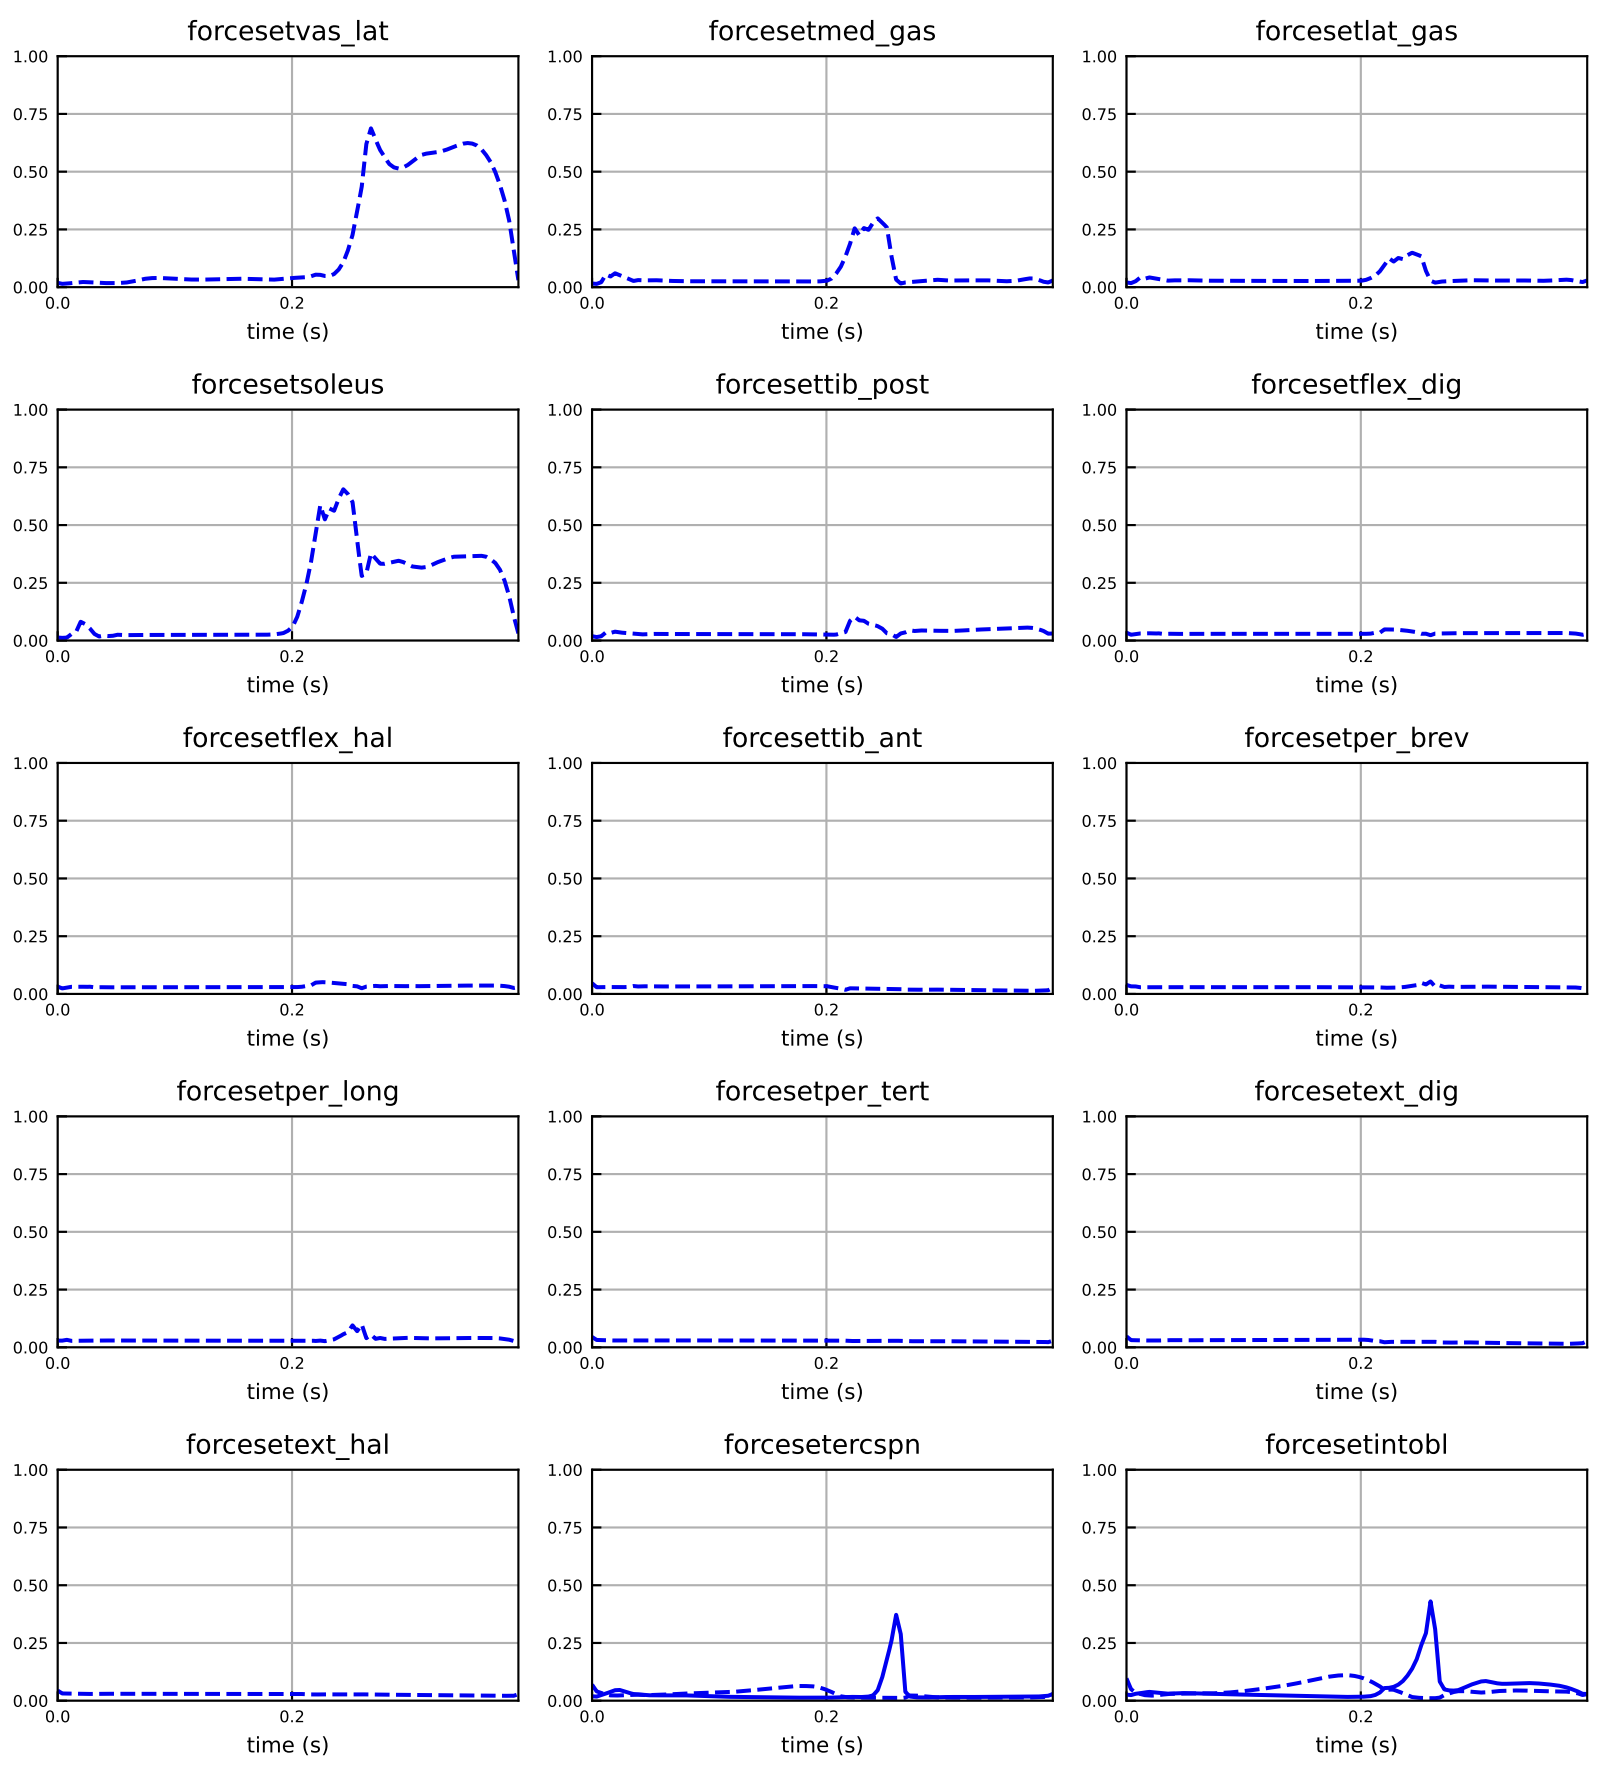 forcesetvas_lat forcesetmed_gas forcesetlat_gas
1.00 1.00 1.00
0.75 0.75 0.75
0.50 0.50 0.50
0.25 0.25 0.25
0.00 0.00 0.00
0.0 0.2 0.0 0.2 0.0 0.2
time (s) time (s) time (s)
forcesetsoleus forcesettib_post forcesetflex_dig
1.00 1.00 1.00
0.75 0.75 0.75
0.50 0.50 0.50
0.25 0.25 0.25
0.00 0.00 0.00
0.0 0.2 0.0 0.2 0.0 0.2
time (s) time (s) time (s)
forcesetflex_hal forcesettib_ant forcesetper_brev
1.00 1.00 1.00
0.75 0.75 0.75
0.50 0.50 0.50
0.25 0.25 0.25
0.00 0.00 0.00
0.0 0.2 0.0 0.2 0.0 0.2
time (s) time (s) time (s)
forcesetper_long forcesetper_tert forcesetext_dig
1.00 1.00 1.00
0.75 0.75 0.75
0.50 0.50 0.50
0.25 0.25 0.25
0.00 0.00 0.00
0.0 0.2 0.0 0.2 0.0 0.2
time (s) time (s) time (s)
forcesetext_hal forcesetercspn forcesetintobl
1.00 1.00 1.00
0.75 0.75 0.75
0.50 0.50 0.50
0.25 0.25 0.25
0.00 0.00 0.00
0.0 0.2 0.0 0.2 0.0 0.2
time (s) time (s) time (s)